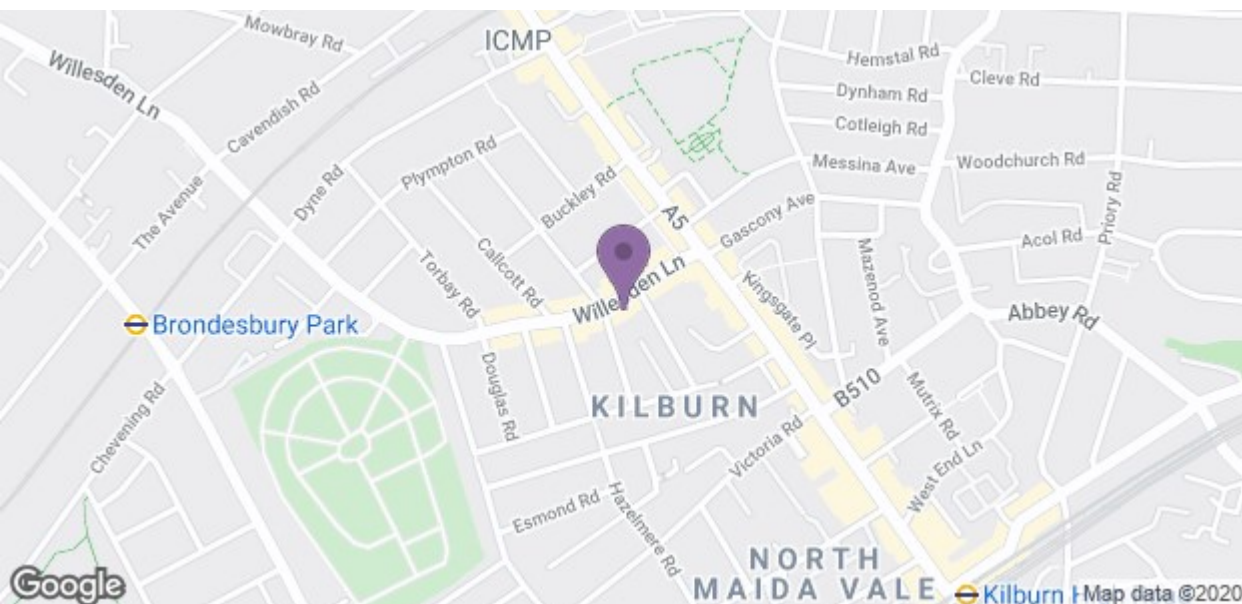 Mowbray Rd
ICMP
Willesden Ln
Hemstal Rd
Cleve Rd
Cavendish Rd
Dynham Rd
Cotleigh Rd
Plympton Rd
Messina Ave
Woodchurch Rd
Dyne Rd
Buckley Rd
The Avenue
A5
Gascony Ave
Priory Rd
Acol Rd
Callcott Rd
Torbay Rd
Willesden Ln
Mazenod Ave
Kingsgate Pl
Abbey Rd
Brondesbury Park
Douglas Rd
B510
KILBURN
Chevening Rd
Mutrix Rd
Victoria Rd
West End Ln
Esmond Rd
Hazelmere Rd
NORTH
MAIDA VALE
Google
Kilburn H
Map data ©2020